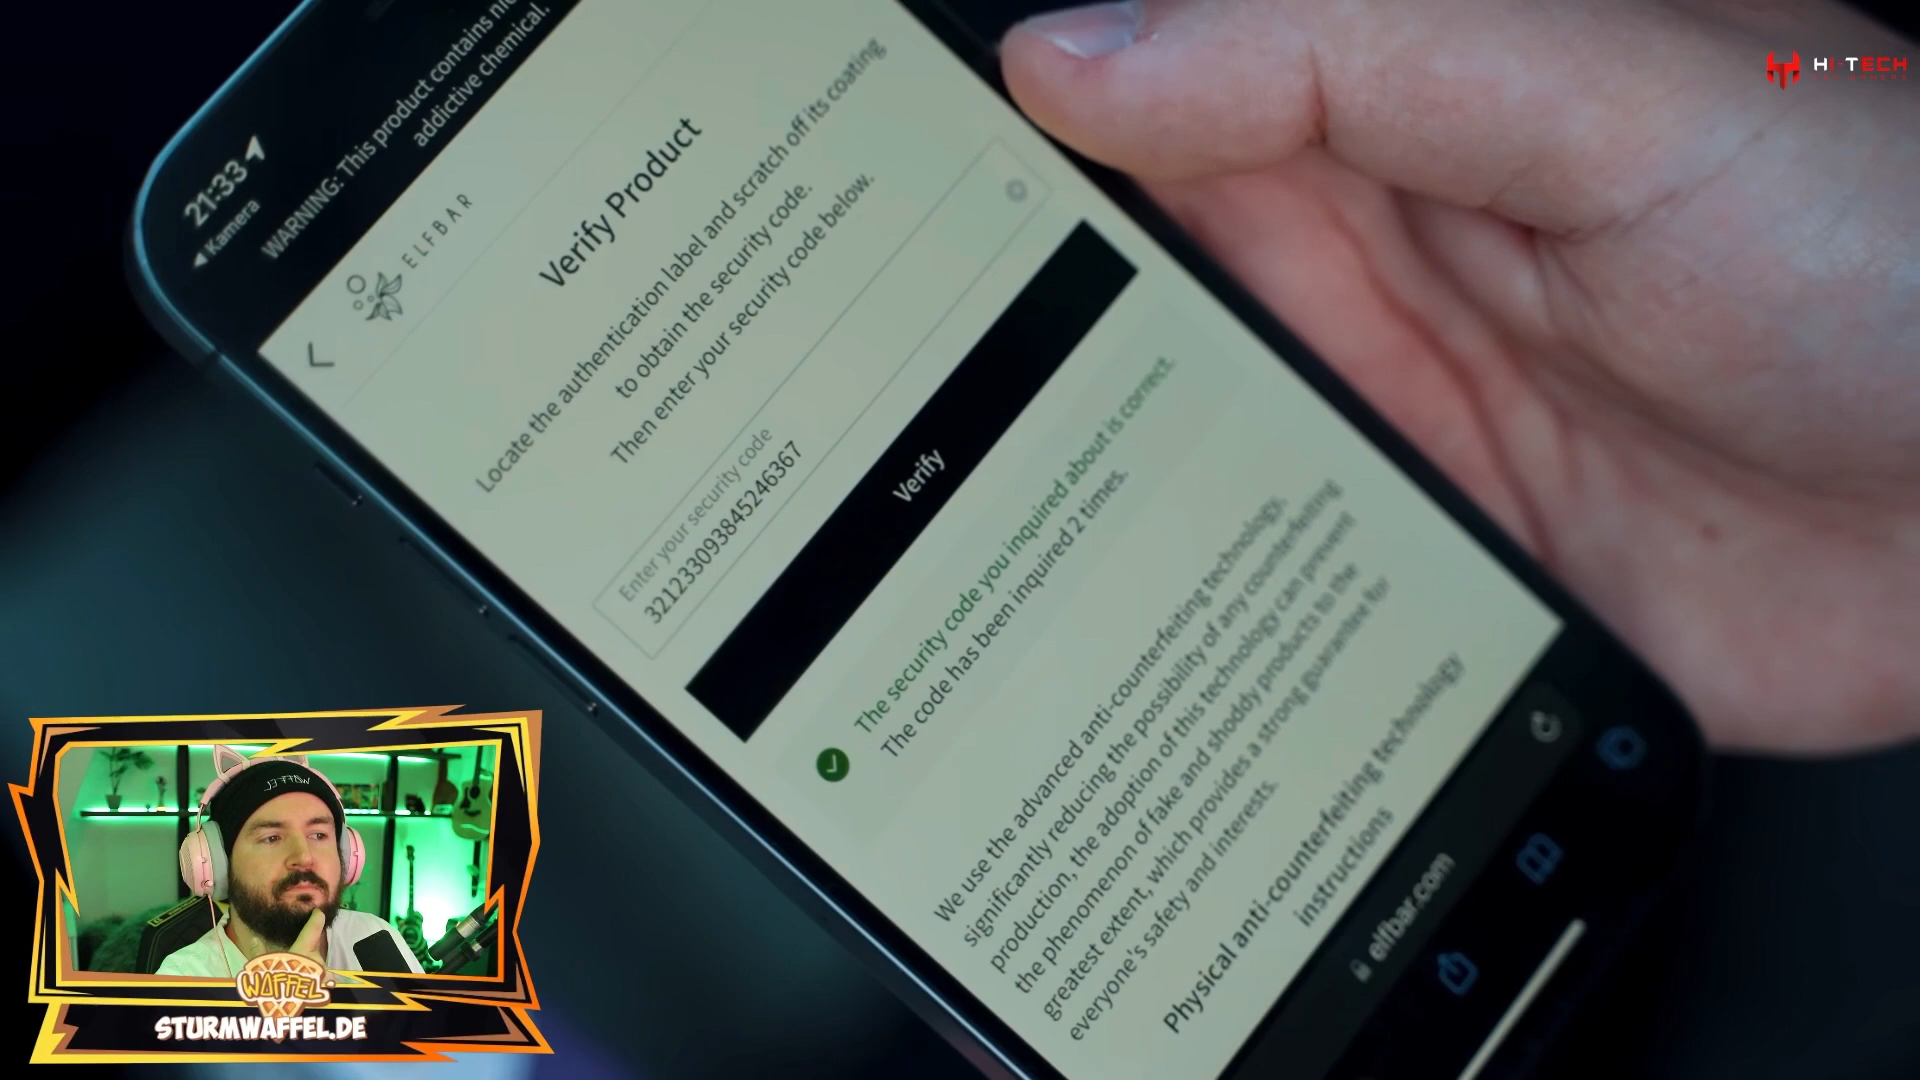 21:33
◀ Kamera
WARNING: This product contains
addictive chemical.
ELFBAR
Verify Product
Locate the authentication label and scratch off its coating
to obtain the security code.
Then enter your security code below.
Enter your security code
3212330938452463​67
Verify
The security code you inquired about is correct.
The code has been inquired 2 times.
We use the advanced anti-counterfeiting technology,
significantly reducing the possibility of any counterfeiting
production, the adoption of this technology can prevent
the phenomenon of fake and shoddy products to the
greatest extent, which provides a strong guarantee for
everyone's safety and interests.
Physical anti-counterfeiting technology
instructions
elfbar.com
HI-TECH
WAFFEL
WAFFEL
STURMWAFFEL.DE